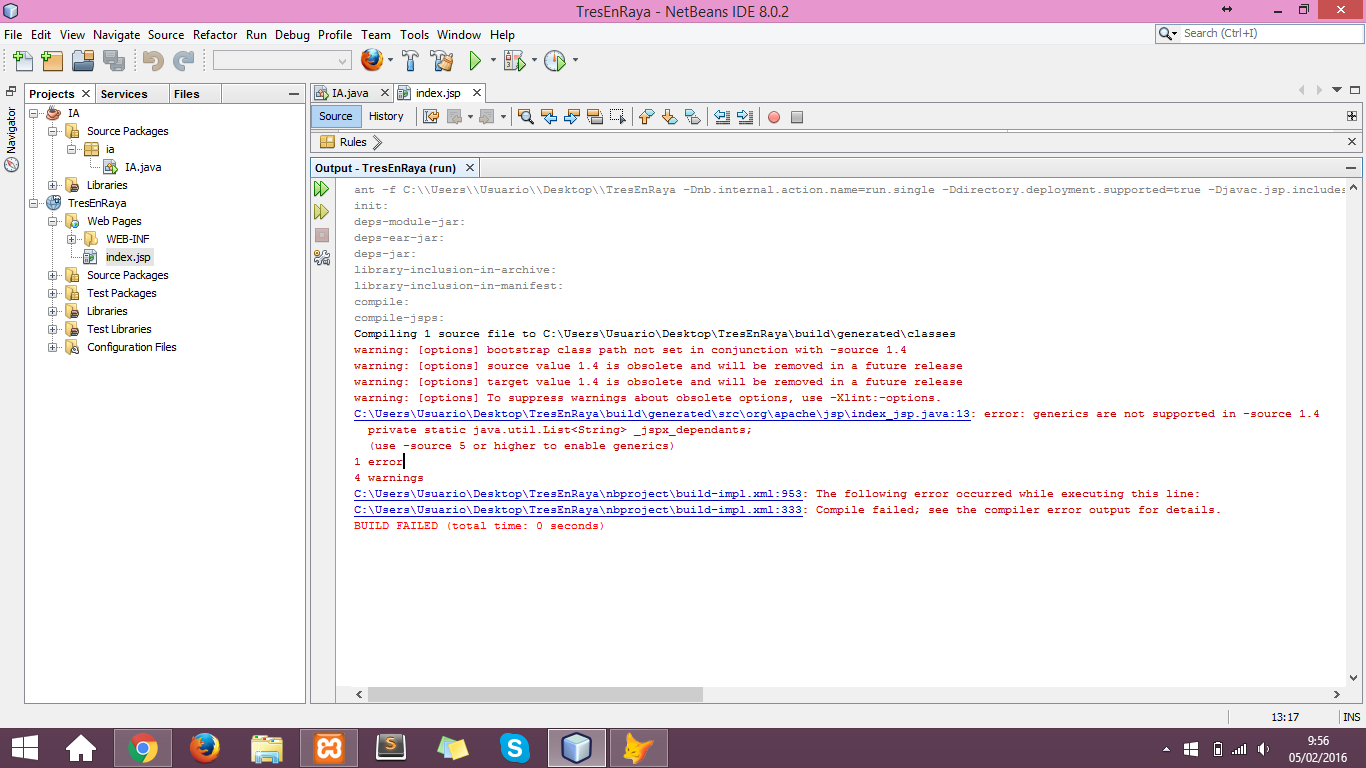 TresEnRaya - NetBeans IDE 8.0.2
File Edit View Navigate Source Refactor Run Debug Profile Team Tools Window Help
Search (Ctrl+I)
Projects Services Files
Navigator
IA
Source Packages
ia
IA.java
Libraries
TresEnRaya
Web Pages
WEB-INF
index.jsp
Source Packages
Test Packages
Libraries
Test Libraries
Configuration Files
IA.java index.jsp
Source History
Rules
Output - TresEnRaya (run)
ant -f C:\\Users\\Usuario\\Desktop\\TresEnRaya -Dnb.internal.action.name=run.single -Ddirectory.deployment.supported=true -Djavac.jsp.includes
init:
deps-module-jar:
deps-ear-jar:
deps-jar:
library-inclusion-in-archive:
library-inclusion-in-manifest:
compile:
compile-jsps:
Compiling 1 source file to C:\Users\Usuario\Desktop\TresEnRaya\build\generated\classes
warning: [options] bootstrap class path not set in conjunction with -source 1.4
warning: [options] source value 1.4 is obsolete and will be removed in a future release
warning: [options] target value 1.4 is obsolete and will be removed in a future release
warning: [options] To suppress warnings about obsolete options, use -Xlint:-options.
C:\Users\Usuario\Desktop\TresEnRaya\build\generated\src\org\apache\jsp\index_jsp.java:13: error: generics are not supported in -source 1.4
private static java.util.List<String> _jspx_dependants;
(use -source 5 or higher to enable generics)
1 error
4 warnings
C:\Users\Usuario\Desktop\TresEnRaya\nbproject\build-impl.xml:953: The following error occurred while executing this line:
C:\Users\Usuario\Desktop\TresEnRaya\nbproject\build-impl.xml:333: Compile failed; see the compiler error output for details.
BUILD FAILED (total time: 0 seconds)
13:17 INS
9:56
05/02/2016